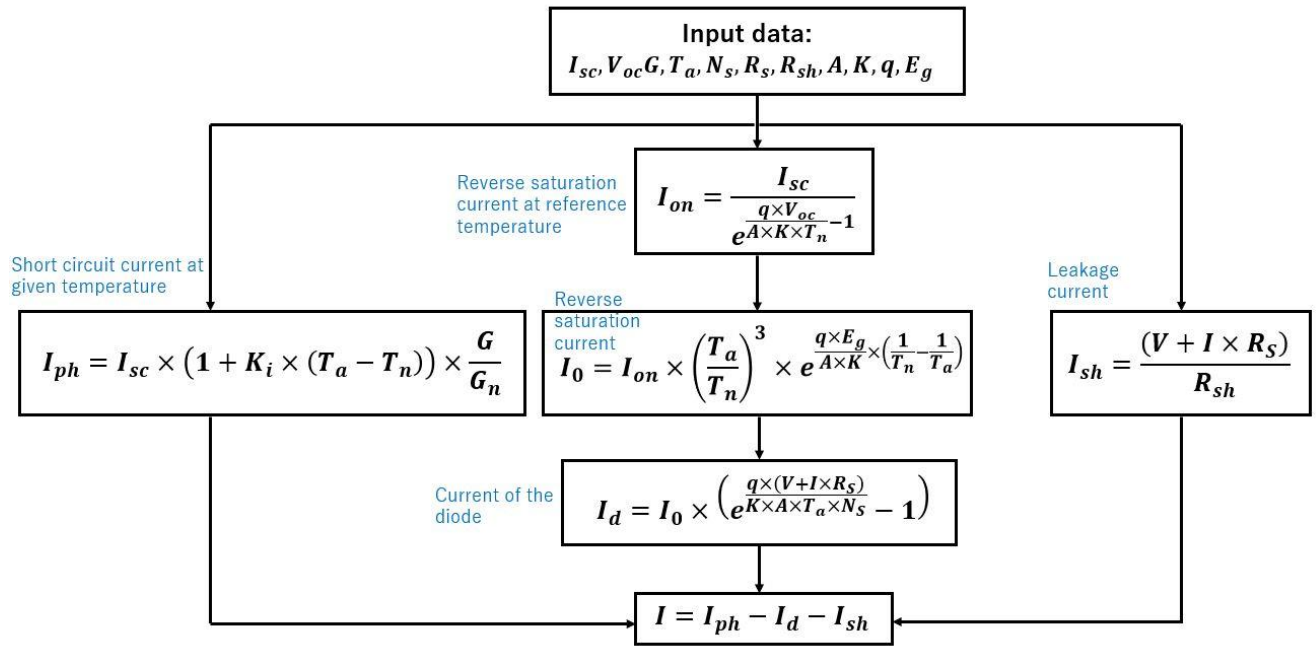 Input data:
I_sc, V_oc G, T_a, N_s, R_s, R_sh, A, K, q, E_g
Reverse saturation
current at reference
temperature
I_on = I_sc / e^((q×V_oc)/(A×K×T_n) −1)
Short circuit current at
given temperature
I_ph = I_sc × (1 + K_i × (T_a − T_n)) × G/G_n
Reverse
saturation
current
I_0 = I_on × (T_a/T_n)^3 × e^((q×E_g)/(A×K) × (1/T_n − 1/T_a))
Leakage
current
I_sh = (V + I × R_S) / R_sh
Current of the
diode
I_d = I_0 × (e^((q×(V+I×R_S))/(K×A×T_a×N_S)) − 1)
I = I_ph − I_d − I_sh